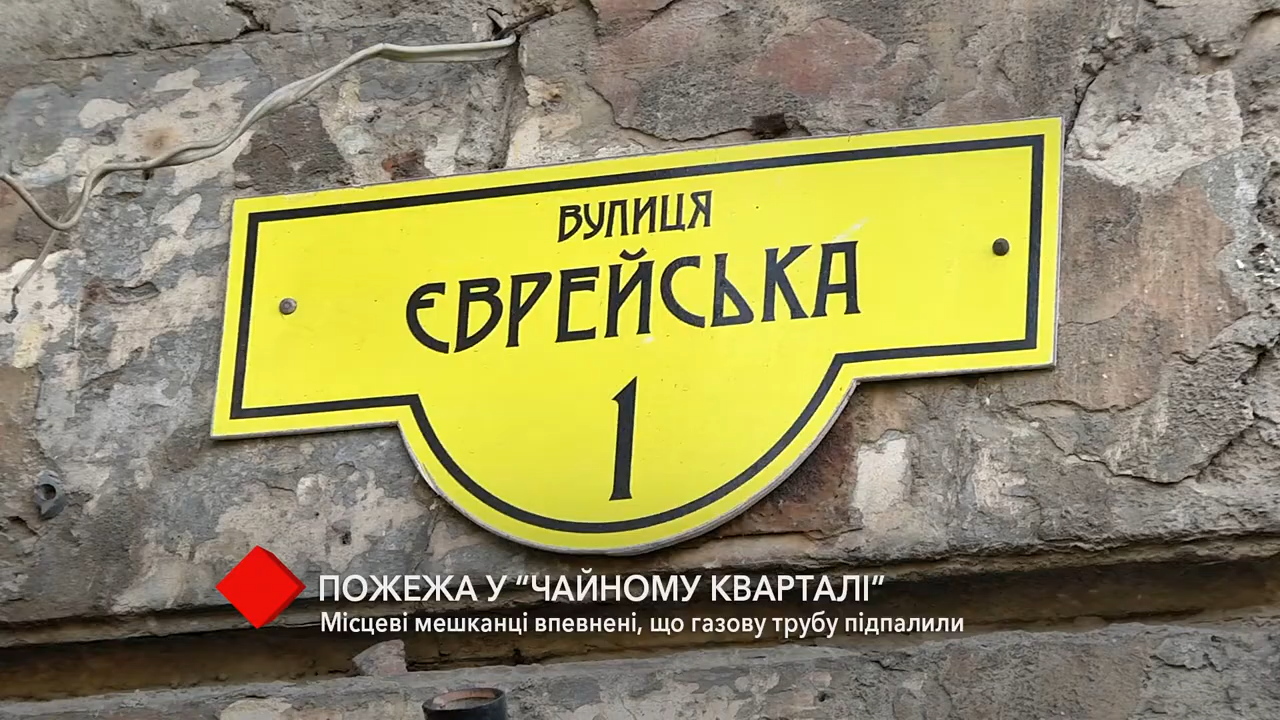 ВУЛИЦЯ
ЄВРЕЙСЬКА
1
ПОЖЕЖА У “ЧАЙНОМУ КВАРТАЛІ”
Місцеві мешканці впевнені, що газову трубу підпалили